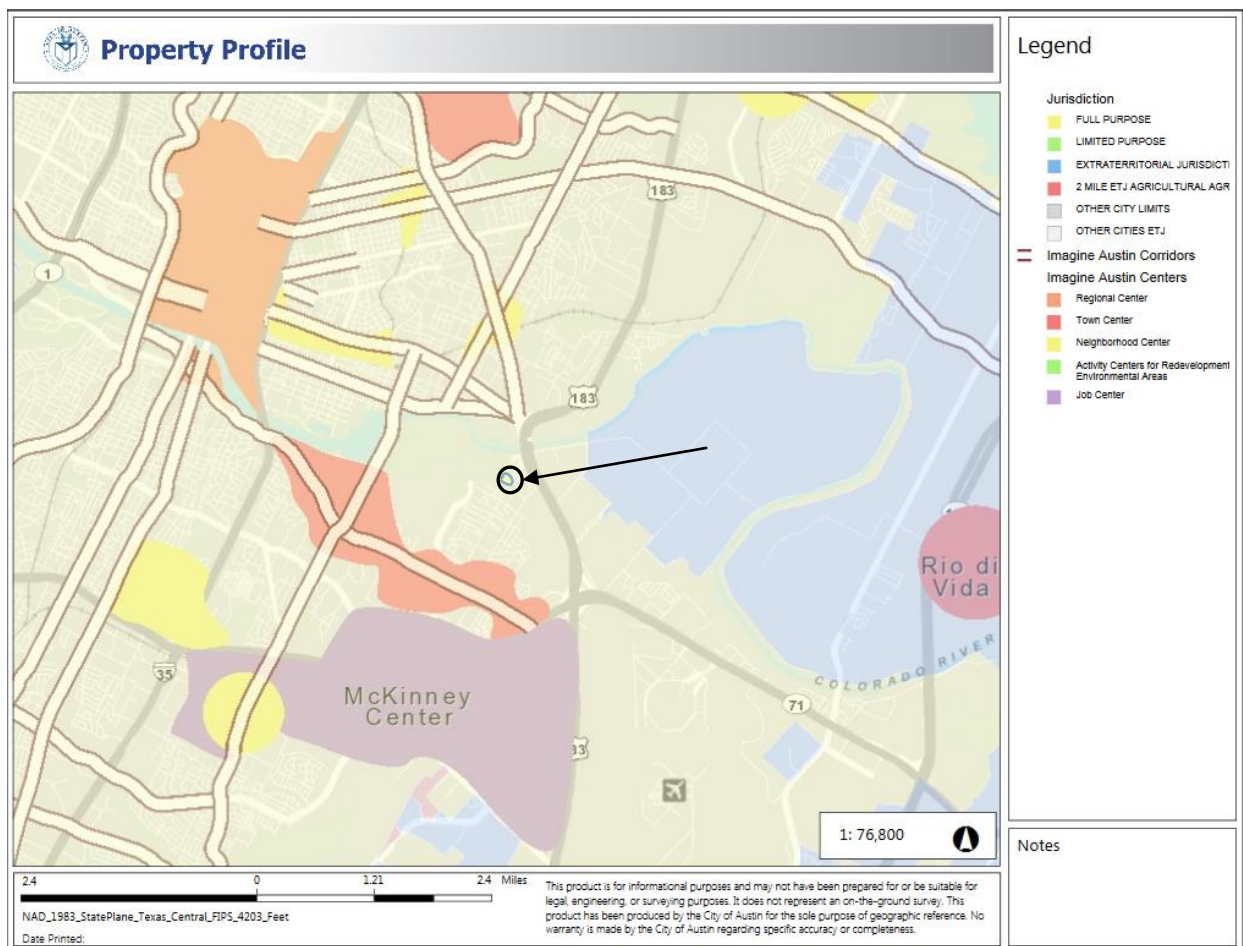 Property Profile
Legend
Jurisdiction
FULL PURPOSE
LIMITED PURPOSE
EXTRATERRITORIAL JURISDICTI
2 MILE ETJ AGRICULTURAL AGR
OTHER CITY LIMITS
OTHER CITIES ETJ
Imagine Austin Corridors
Imagine Austin Centers
Regional Center
Town Center
Neighborhood Center
Activity Centers for Redevelopment
Environmental Areas
Job Center
183
1
183
Rio di
Vida
COLORADO RIVER
35
McKinney
Center
71
83
1: 76,800
Notes
2.4 0 1.21 2.4 Miles
NAD_1983_StatePlane_Texas_Central_FIPS_4203_Feet
Date Printed:
This product is for informational purposes and may not have been prepared for or be suitable for
legal, engineering, or surveying purposes. It does not represent an on-the-ground survey. This
product has been produced by the City of Austin for the sole purpose of geographic reference. No
warranty is made by the City of Austin regarding specific accuracy or completeness.